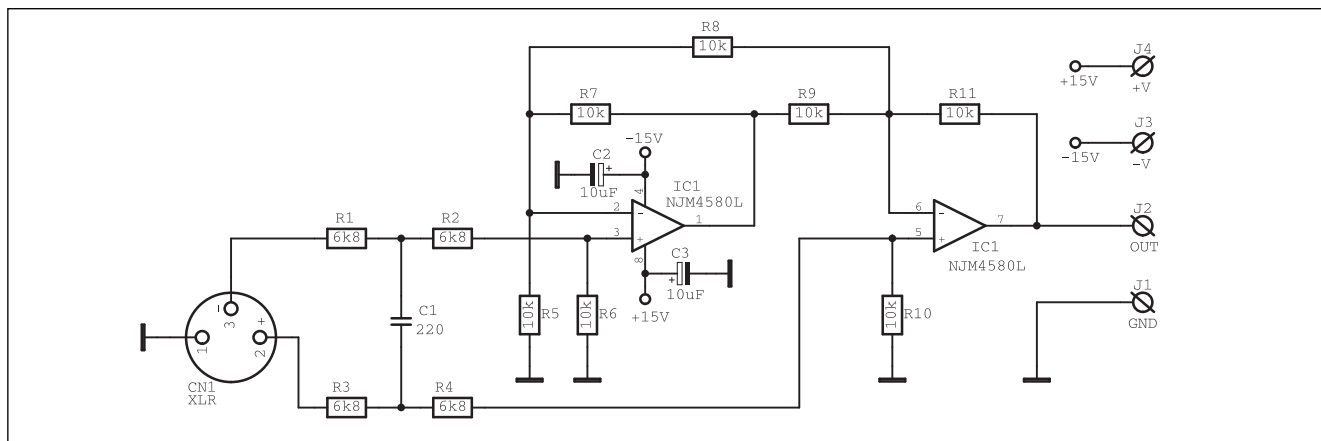 R8
10k
J4
+15V
+V
R7
10k
R9
10k
R11
10k
J3
-15V
-V
-15V
C2
+
10uF
4
IC1
NJM4580L
2
-
1
3
+
8
6
-
7
5
+
IC1
NJM4580L
J2
OUT
R1
6k8
R2
6k8
C3
+
10uF
+15V
C1
220
10k
R5
10k
R6
10k
R10
J1
GND
-
3
+
1
2
CN1
XLR
R3
6k8
R4
6k8